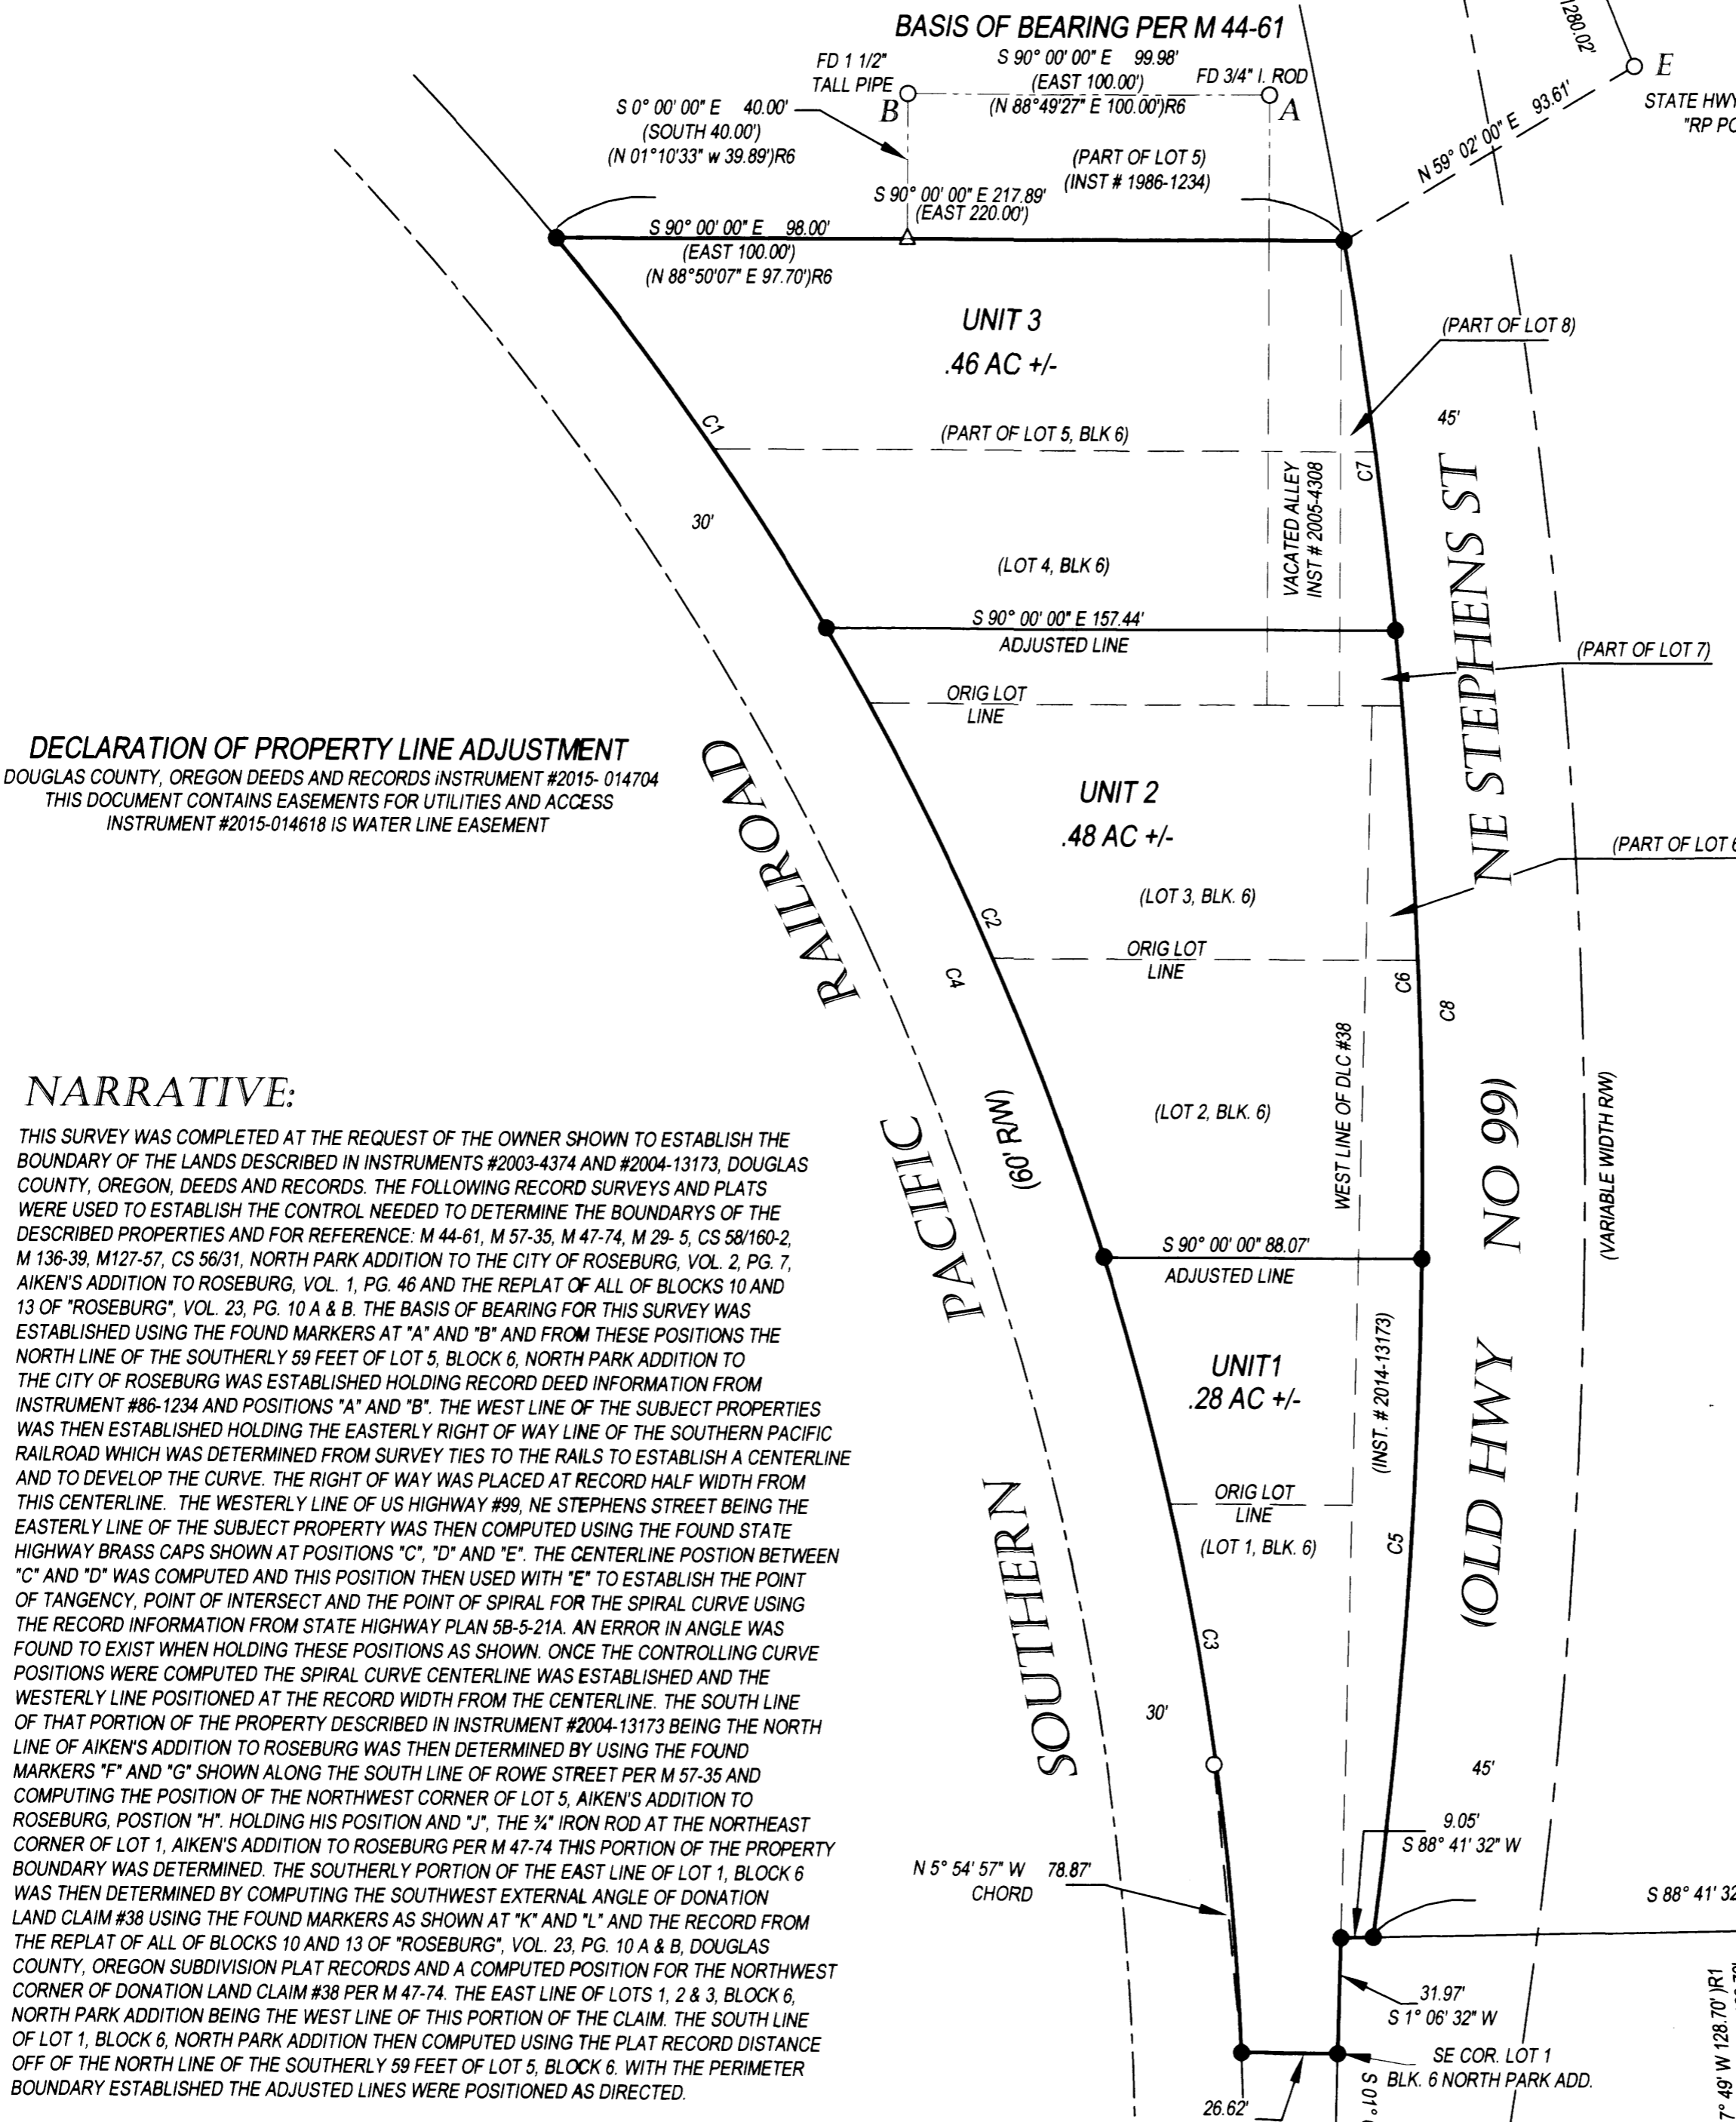 BASIS OF BEARING PER M 44-61
S 90° 00' 00" E 99.98'
(EAST 100.00')
(N 88°49'27" E 100.00')R6
FD 1 1/2"
TALL PIPE
B
FD 3/4" I. ROD
A
1280.02'
E
STATE HWY
"RP PO
N 59° 02' 00" E 93.61'
S 0° 00' 00" E 40.00'
(SOUTH 40.00')
(N 01°10'33" w 39.89')R6
(PART OF LOT 5)
(INST # 1986-1234)
S 90° 00' 00" E 217.89'
(EAST 220.00')
S 90° 00' 00" E 98.00'
(EAST 100.00')
(N 88°50'07" E 97.70')R6
UNIT 3
.46 AC +/-
(PART OF LOT 8)
C1
(PART OF LOT 5, BLK 6)
45'
C7
30'
VACATED ALLEY
INST # 2005-4308
(LOT 4, BLK 6)
S 90° 00' 00" E 157.44'
ADJUSTED LINE
NE STEPHENS ST
(PART OF LOT 7)
ORIG LOT
LINE
DECLARATION OF PROPERTY LINE ADJUSTMENT
DOUGLAS COUNTY, OREGON DEEDS AND RECORDS INSTRUMENT #2015- 014704
THIS DOCUMENT CONTAINS EASEMENTS FOR UTILITIES AND ACCESS
INSTRUMENT #2015-014618 IS WATER LINE EASEMENT
UNIT 2
.48 AC +/-
(PART OF LOT 6
RAILROAD
(LOT 3, BLK. 6)
C2
ORIG LOT
LINE
C4
C6
C8
WEST LINE OF DLC #38
(LOT 2, BLK. 6)
(60' R/W)
PACIFIC
(VARIABLE WIDTH R/W)
S 90° 00' 00" 88.07'
ADJUSTED LINE
UNIT1
.28 AC +/-
(INST. # 2014-13173)
(OLD HWY NO 99)
ORIG LOT
LINE
(LOT 1, BLK. 6)
C5
C3
SOUTHERN
30'
45'
9.05'
S 88° 41' 32" W
N 5° 54' 57" W 78.87'
CHORD
S 88° 41' 32
31.97'
S 1° 06' 32" W
SE COR. LOT 1
BLK. 6 NORTH PARK ADD.
26.62'
S 01°
7° 49' W 128.70' )R1
NARRATIVE:
THIS SURVEY WAS COMPLETED AT THE REQUEST OF THE OWNER SHOWN TO ESTABLISH THE
BOUNDARY OF THE LANDS DESCRIBED IN INSTRUMENTS #2003-4374 AND #2004-13173, DOUGLAS
COUNTY, OREGON, DEEDS AND RECORDS. THE FOLLOWING RECORD SURVEYS AND PLATS
WERE USED TO ESTABLISH THE CONTROL NEEDED TO DETERMINE THE BOUNDARYS OF THE
DESCRIBED PROPERTIES AND FOR REFERENCE: M 44-61, M 57-35, M 47-74, M 29- 5, CS 58/160-2,
M 136-39, M127-57, CS 56/31, NORTH PARK ADDITION TO THE CITY OF ROSEBURG, VOL. 2, PG. 7,
AIKEN'S ADDITION TO ROSEBURG, VOL. 1, PG. 46 AND THE REPLAT OF ALL OF BLOCKS 10 AND
13 OF "ROSEBURG", VOL. 23, PG. 10 A & B. THE BASIS OF BEARING FOR THIS SURVEY WAS
ESTABLISHED USING THE FOUND MARKERS AT "A" AND "B" AND FROM THESE POSITIONS THE
NORTH LINE OF THE SOUTHERLY 59 FEET OF LOT 5, BLOCK 6, NORTH PARK ADDITION TO
THE CITY OF ROSEBURG WAS ESTABLISHED HOLDING RECORD DEED INFORMATION FROM
INSTRUMENT #86-1234 AND POSITIONS "A" AND "B". THE WEST LINE OF THE SUBJECT PROPERTIES
WAS THEN ESTABLISHED HOLDING THE EASTERLY RIGHT OF WAY LINE OF THE SOUTHERN PACIFIC
RAILROAD WHICH WAS DETERMINED FROM SURVEY TIES TO THE RAILS TO ESTABLISH A CENTERLINE
AND TO DEVELOP THE CURVE. THE RIGHT OF WAY WAS PLACED AT RECORD HALF WIDTH FROM
THIS CENTERLINE. THE WESTERLY LINE OF US HIGHWAY #99, NE STEPHENS STREET BEING THE
EASTERLY LINE OF THE SUBJECT PROPERTY WAS THEN COMPUTED USING THE FOUND STATE
HIGHWAY BRASS CAPS SHOWN AT POSITIONS "C", "D" AND "E". THE CENTERLINE POSTION BETWEEN
"C" AND "D" WAS COMPUTED AND THIS POSITION THEN USED WITH "E" TO ESTABLISH THE POINT
OF TANGENCY, POINT OF INTERSECT AND THE POINT OF SPIRAL FOR THE SPIRAL CURVE USING
THE RECORD INFORMATION FROM STATE HIGHWAY PLAN 5B-5-21A. AN ERROR IN ANGLE WAS
FOUND TO EXIST WHEN HOLDING THESE POSITIONS AS SHOWN. ONCE THE CONTROLLING CURVE
POSITIONS WERE COMPUTED THE SPIRAL CURVE CENTERLINE WAS ESTABLISHED AND THE
WESTERLY LINE POSITIONED AT THE RECORD WIDTH FROM THE CENTERLINE. THE SOUTH LINE
OF THAT PORTION OF THE PROPERTY DESCRIBED IN INSTRUMENT #2004-13173 BEING THE NORTH
LINE OF AIKEN'S ADDITION TO ROSEBURG WAS THEN DETERMINED BY USING THE FOUND
MARKERS "F" AND "G" SHOWN ALONG THE SOUTH LINE OF ROWE STREET PER M 57-35 AND
COMPUTING THE POSITION OF THE NORTHWEST CORNER OF LOT 5, AIKEN'S ADDITION TO
ROSEBURG, POSTION "H". HOLDING HIS POSITION AND "J", THE ¾" IRON ROD AT THE NORTHEAST
CORNER OF LOT 1, AIKEN'S ADDITION TO ROSEBURG PER M 47-74 THIS PORTION OF THE PROPERTY
BOUNDARY WAS DETERMINED. THE SOUTHERLY PORTION OF THE EAST LINE OF LOT 1, BLOCK 6
WAS THEN DETERMINED BY COMPUTING THE SOUTHWEST EXTERNAL ANGLE OF DONATION
LAND CLAIM #38 USING THE FOUND MARKERS AS SHOWN AT "K" AND "L" AND THE RECORD FROM
THE REPLAT OF ALL OF BLOCKS 10 AND 13 OF "ROSEBURG", VOL. 23, PG. 10 A & B, DOUGLAS
COUNTY, OREGON SUBDIVISION PLAT RECORDS AND A COMPUTED POSITION FOR THE NORTHWEST
CORNER OF DONATION LAND CLAIM #38 PER M 47-74. THE EAST LINE OF LOTS 1, 2 & 3, BLOCK 6,
NORTH PARK ADDITION BEING THE WEST LINE OF THIS PORTION OF THE CLAIM. THE SOUTH LINE
OF LOT 1, BLOCK 6, NORTH PARK ADDITION THEN COMPUTED USING THE PLAT RECORD DISTANCE
OFF OF THE NORTH LINE OF THE SOUTHERLY 59 FEET OF LOT 5, BLOCK 6. WITH THE PERIMETER
BOUNDARY ESTABLISHED THE ADJUSTED LINES WERE POSITIONED AS DIRECTED.